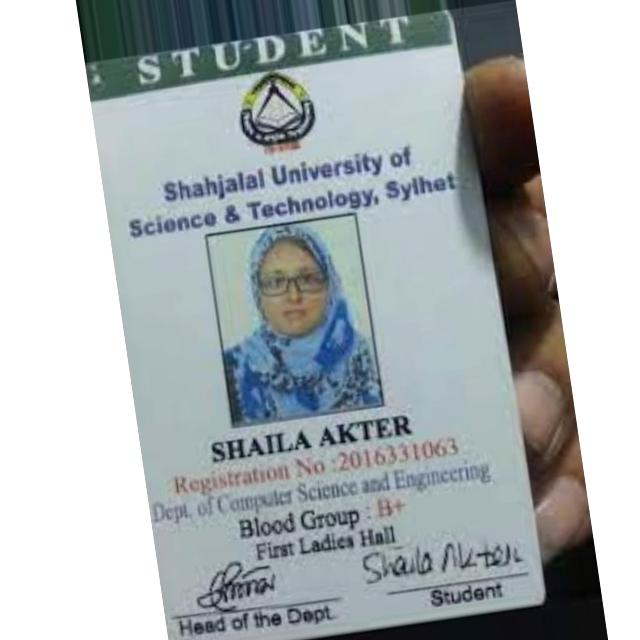 STUDENT
Shahjalal University of
Science & Technology, Sylhet
SHAILA AKTER
Registration No :2016331063
Dept. of Computer Science and Engineering
Blood Group : B+
First Ladies Hall
Shaila Akter
Head of the Dept.
Student